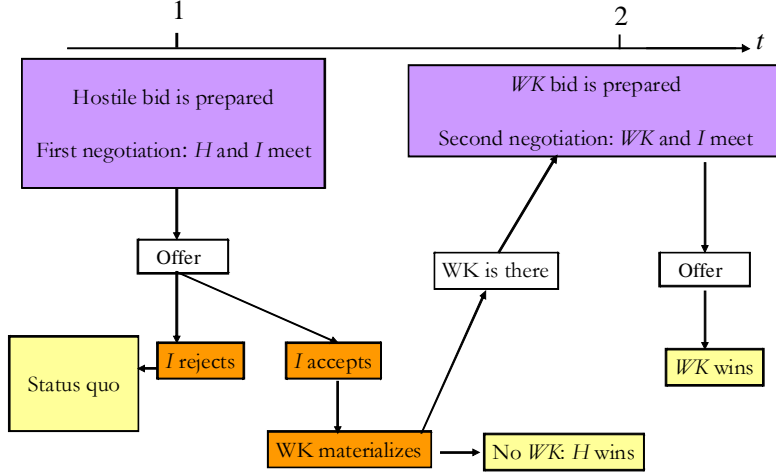 1
2
t
Hostile bid is prepared
First negotiation: H and I meet
WK bid is prepared
Second negotiation: WK and I meet
Offer
WK is there
Offer
Status quo
I rejects
I accepts
WK wins
WK materializes
No WK: H wins